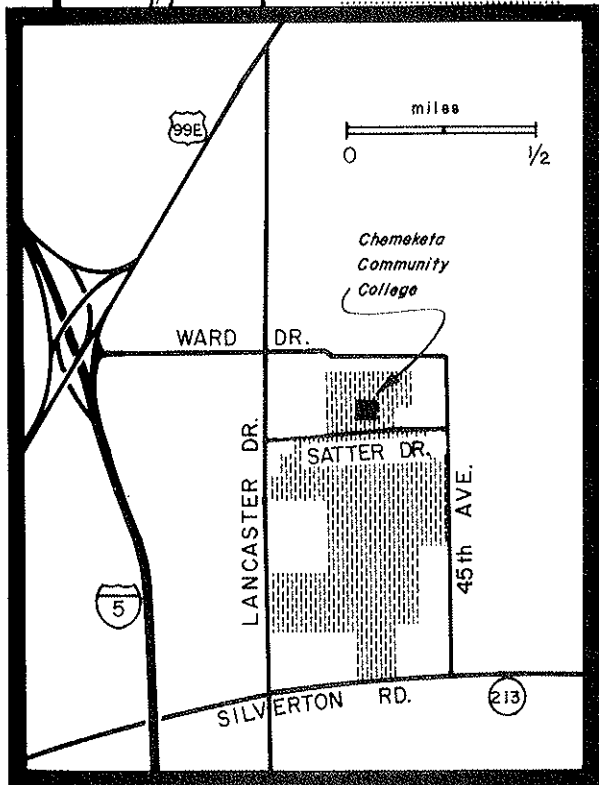 99E
miles
0 1/2
Chemeketa
Community
College
WARD DR.
SATTER DR.
LANCASTER DR.
45th AVE.
5
SILVERTON RD.
213